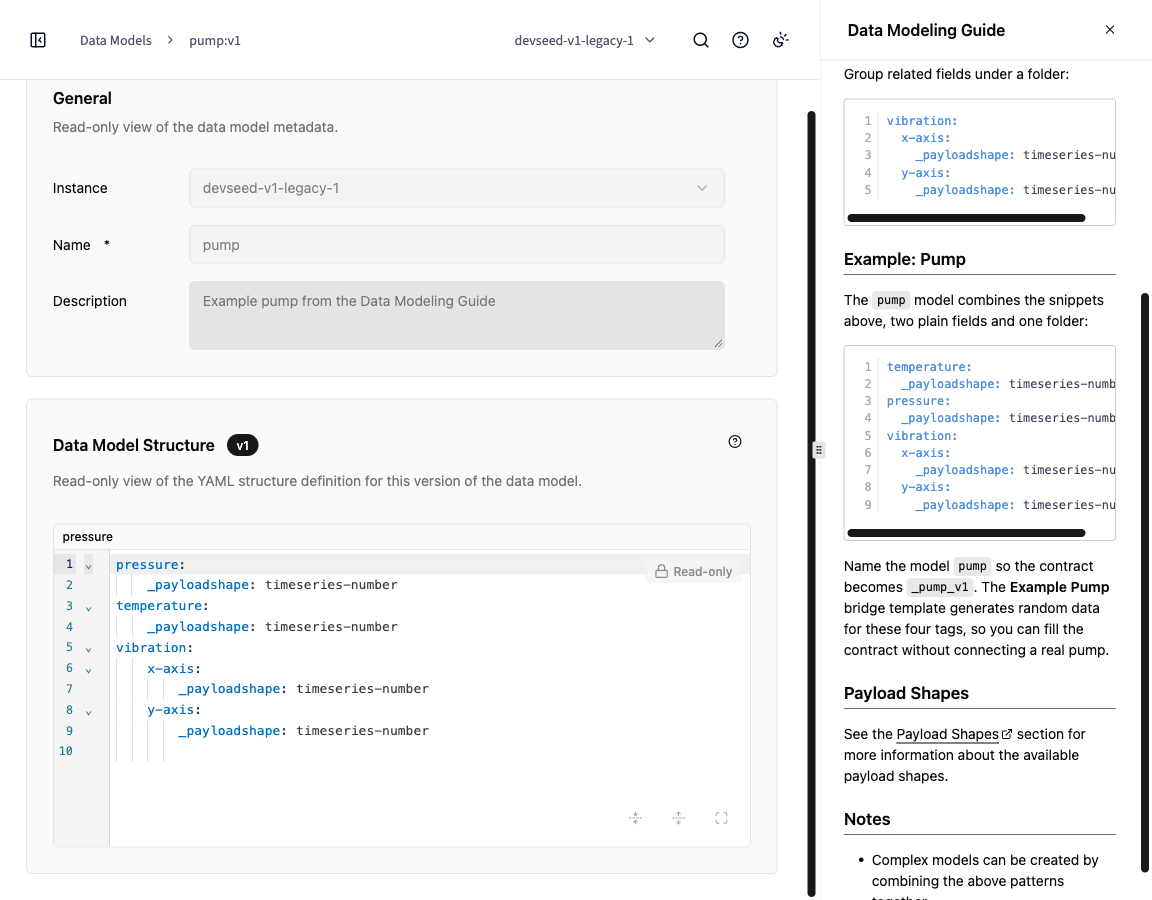 Data Models
pump:v1
devseed-v1-legacy-1
General
Read-only view of the data model metadata.
Instance
devseed-v1-legacy-1
Name *
pump
Description
Example pump from the Data Modeling Guide
Data Model Structure v1
Read-only view of the YAML structure definition for this version of the data model.
pressure
Read-only
1 pressure:
2 _payloadshape: timeseries-number
3 temperature:
4 _payloadshape: timeseries-number
5 vibration:
6 x-axis:
7 _payloadshape: timeseries-number
8 y-axis:
9 _payloadshape: timeseries-number
10
Data Modeling Guide
Group related fields under a folder:
1 vibration:
2 x-axis:
3 _payloadshape: timeseries-nu
4 y-axis:
5 _payloadshape: timeseries-nu
Example: Pump
The pump model combines the snippets
above, two plain fields and one folder:
1 temperature:
2 _payloadshape: timeseries-numb
3 pressure:
4 _payloadshape: timeseries-numb
5 vibration:
6 x-axis:
7 _payloadshape: timeseries-nu
8 y-axis:
9 _payloadshape: timeseries-nu
Name the model pump so the contract
becomes _pump_v1. The Example Pump
bridge template generates random data
for these four tags, so you can fill the
contract without connecting a real pump.
Payload Shapes
See the Payload Shapes section for
more information about the available
payload shapes.
Notes
• Complex models can be created by
combining the above patterns